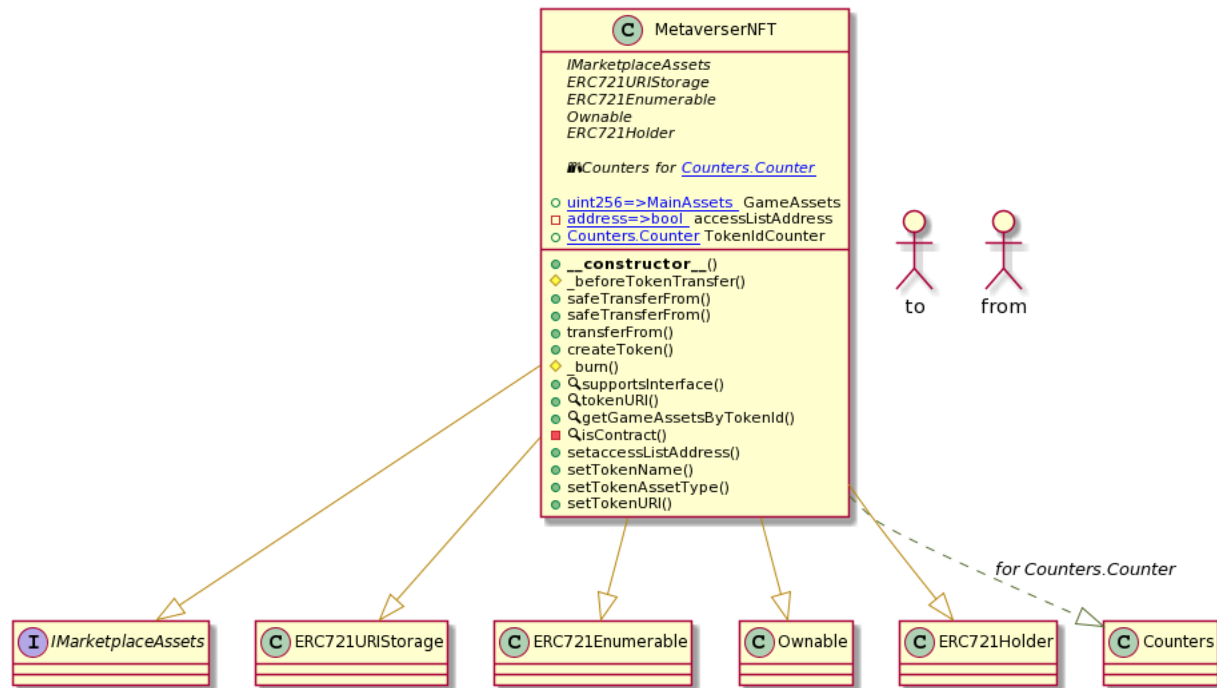 C MetaverserNFT
IMarketplaceAssets
ERC721URIStorage
ERC721Enumerable
Ownable
ERC721Holder
Counters for Counters.Counter
uint256=>MainAssets GameAssets
address=>bool accessListAddress
Counters.Counter TokenIdCounter
__constructor__()
_beforeTokenTransfer()
safeTransferFrom()
safeTransferFrom()
transferFrom()
createToken()
_burn()
supportsInterface()
tokenURI()
getGameAssetsByTokenId()
isContract()
setaccessListAddress()
setTokenName()
setTokenAssetType()
setTokenURI()
to
from
for Counters.Counter
I IMarketplaceAssets
C ERC721URIStorage
C ERC721Enumerable
C Ownable
C ERC721Holder
C Counters